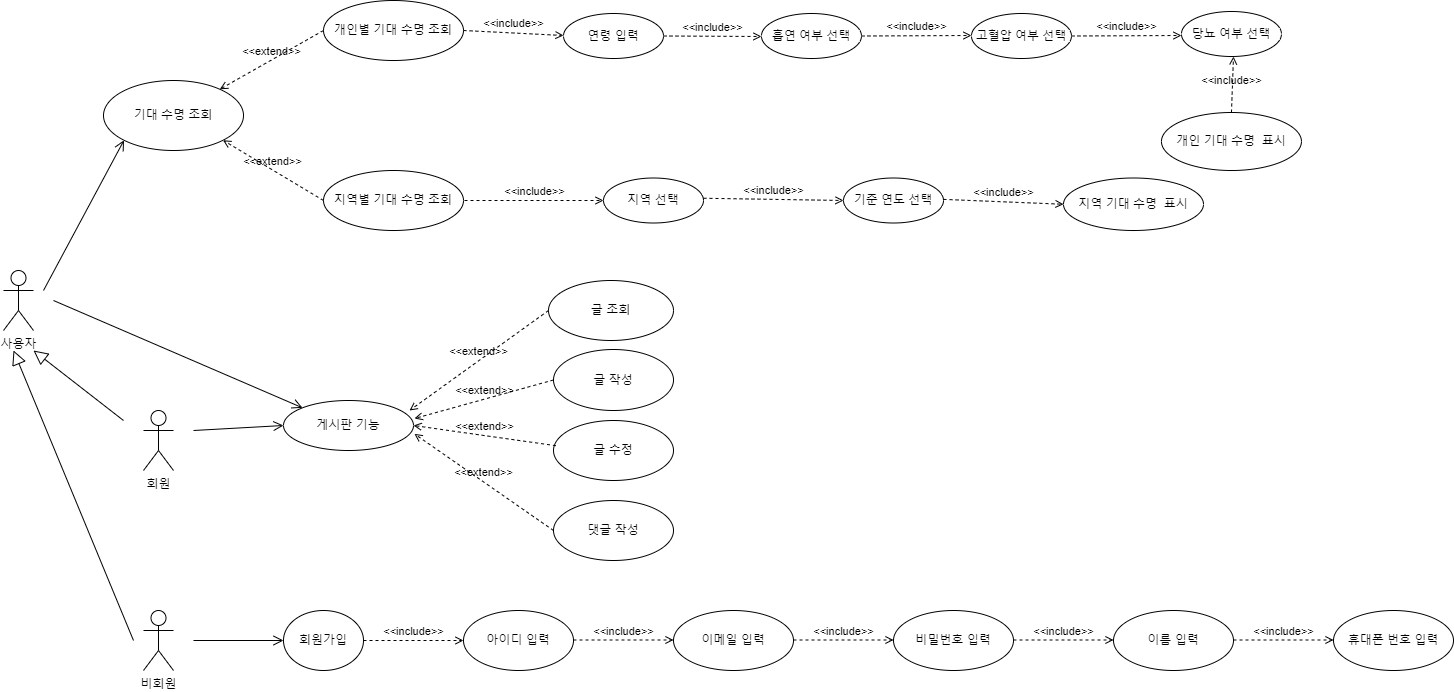 개인별 기대 수명 조회
<<include>>
연령 입력
<<include>>
흡연 여부 선택
<<include>>
고혈압 여부 선택
<<include>>
당뇨 여부 선택
<<extend>>
<<include>>
기대 수명 조회
개인 기대 수명  표시
<<extend>>
지역별 기대 수명 조회
<<include>>
지역 선택
<<include>>
기준 연도 선택
<<include>>
지역 기대 수명  표시
사용자
글 조회
<<extend>>
글 작성
<<extend>>
게시판 기능
<<extend>>
글 수정
<<extend>>
댓글 작성
회원
비회원
회원가입
<<include>>
아이디 입력
<<include>>
이메일 입력
<<include>>
비밀번호 입력
<<include>>
이름 입력
<<include>>
휴대폰 번호 입력